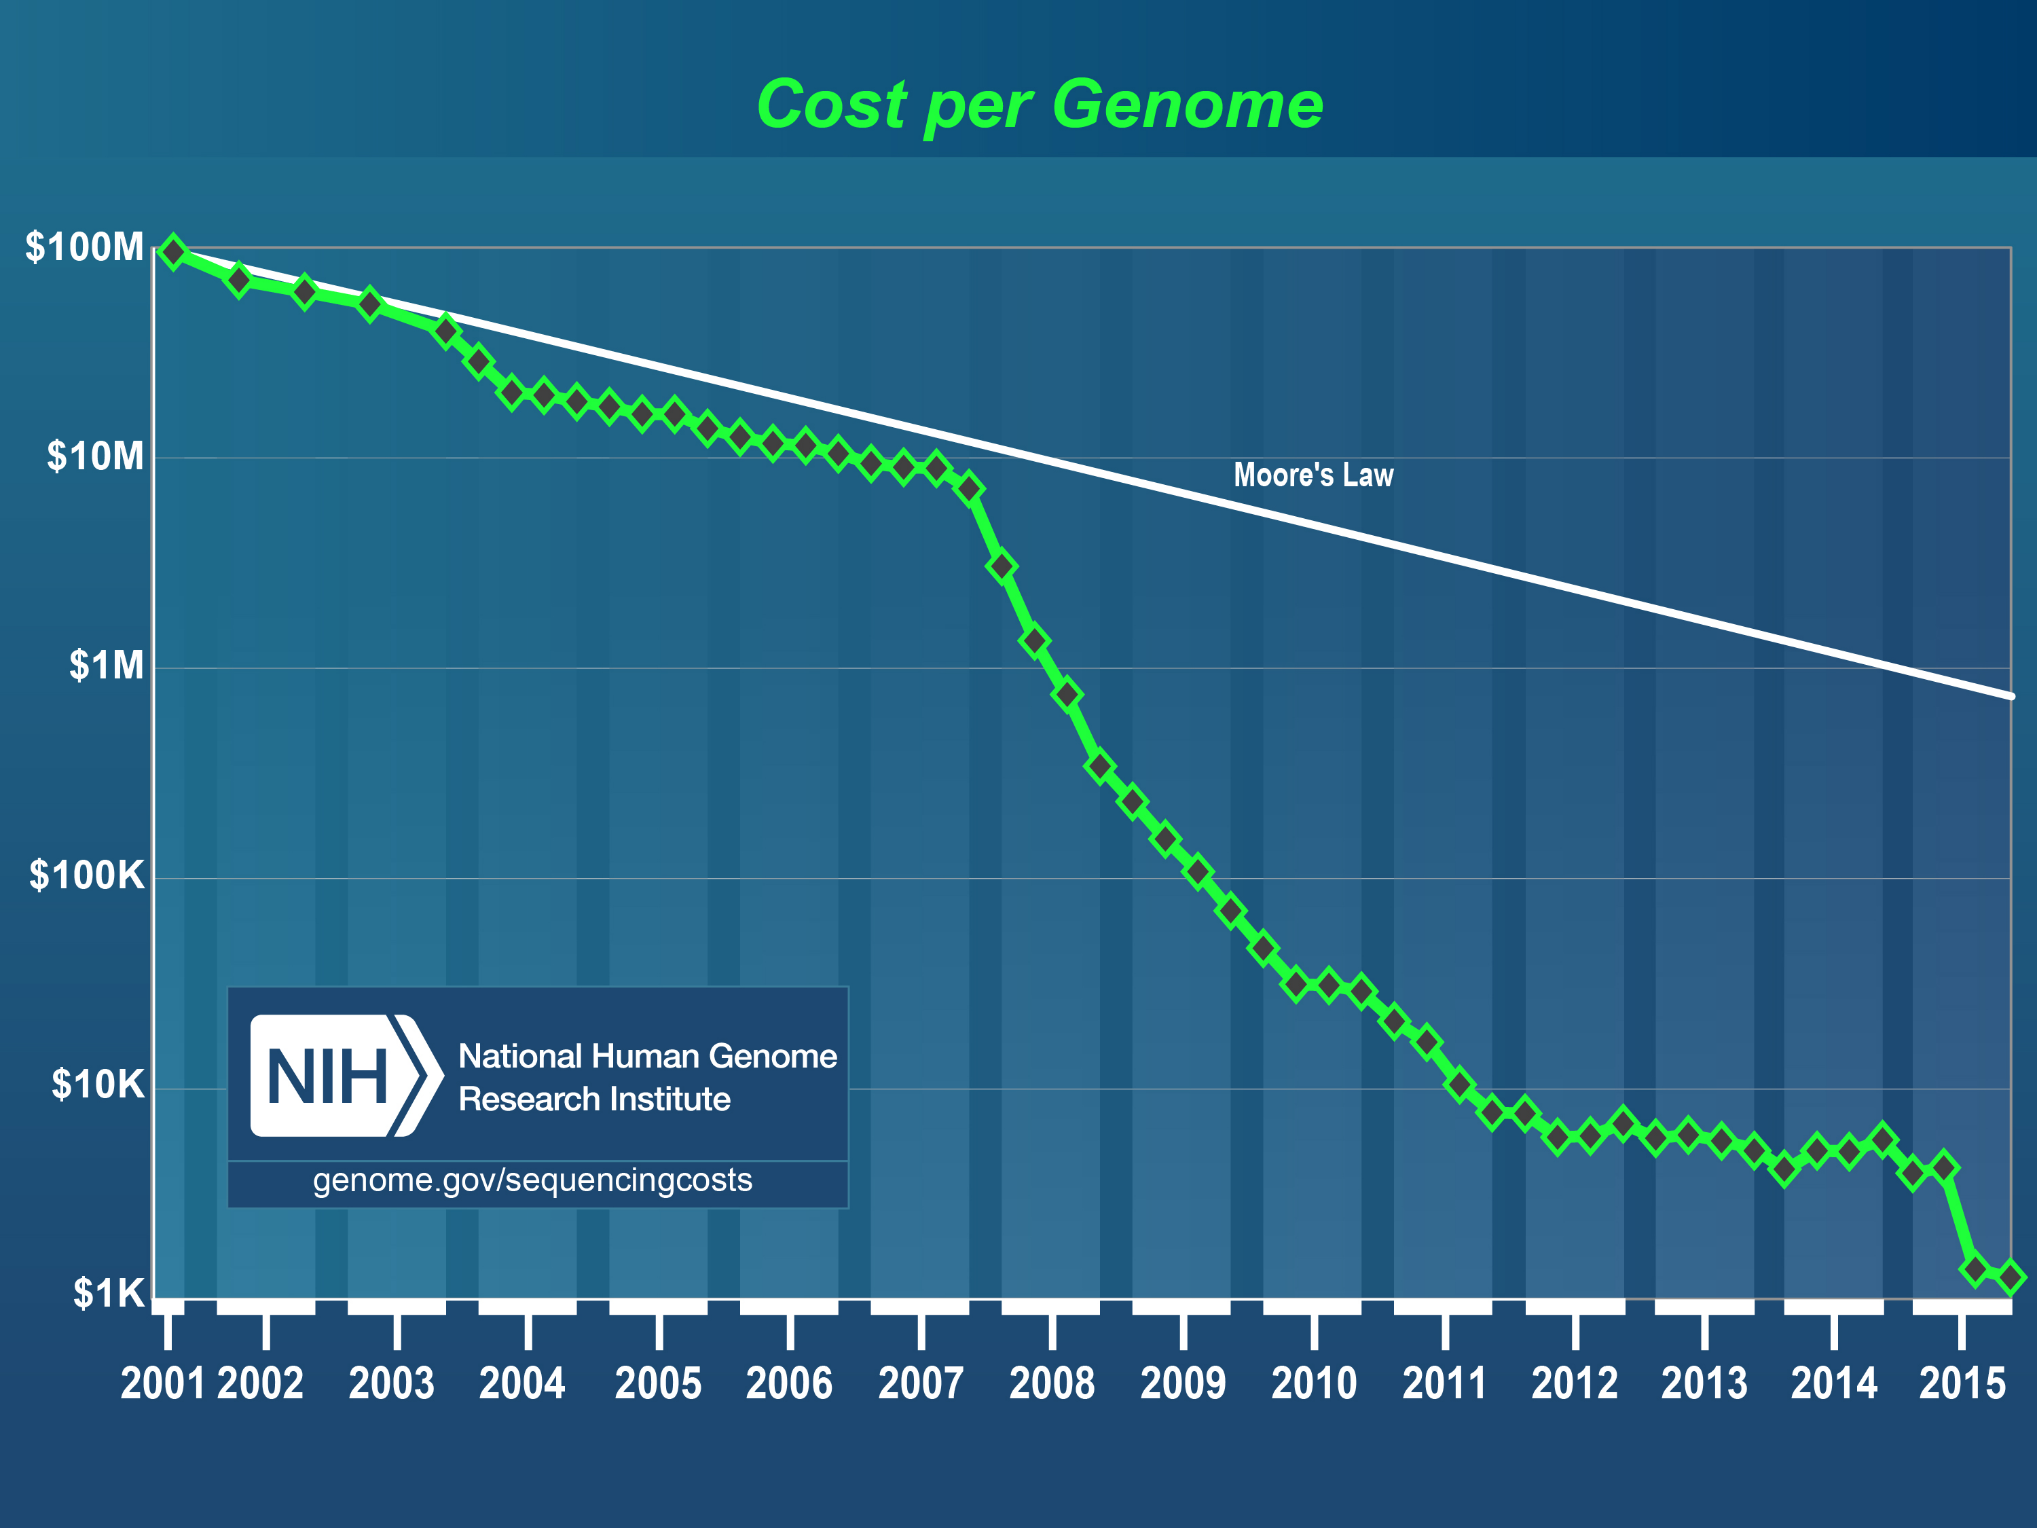 Cost per Genome
$100M
$10M
Moore's Law
$1M
$100K
$10K
$1K
NIH
National Human Genome
Research Institute
genome.gov/sequencingcosts
2001 2002 2003 2004 2005 2006 2007 2008 2009 2010 2011 2012 2013 2014 2015